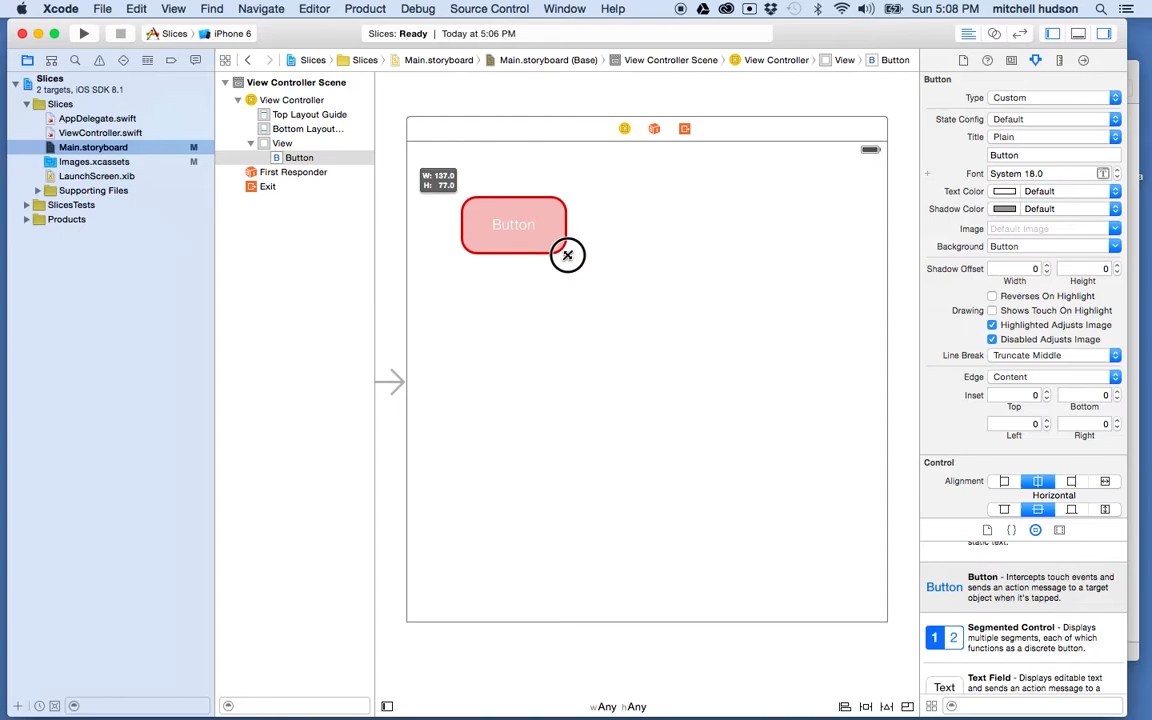 Xcode File Edit View Find Navigate Editor Product Debug Source Control Window Help Sun 5:08 PM mitchell hudson
Slices iPhone 6 Slices: Ready Today at 5:06 PM
Slices Slices Main.storyboard Main.storyboard (Base) View Controller Scene View Controller View Button
Slices
2 targets, iOS SDK 8.1
Slices
AppDelegate.swift
ViewController.swift
Main.storyboard M
Images.xcassets M
LaunchScreen.xib
Supporting Files
SlicesTests
Products
View Controller Scene
View Controller
Top Layout Guide
Bottom Layout...
View
B Button
First Responder
Exit
W: 137.0
H: 77.0
Button
wAny hAny
Button
Type Custom
State Config Default
Title Plain
Button
Font System 18.0 T
Text Color Default
Shadow Color Default
Image Default Image
Background Button
Shadow Offset 0 0
Width Height
Reverses On Highlight
Drawing Shows Touch On Highlight
Highlighted Adjusts Image
Disabled Adjusts Image
Line Break Truncate Middle
Edge Content
Inset 0 0
Top Bottom
0 0
Left Right
Control
Alignment
Horizontal
static text.
Button Button - Intercepts touch events and
sends an action message to a target
object when it's tapped.
1 2 Segmented Control - Displays
multiple segments, each of which
functions as a discrete button.
Text Text Field - Displays editable text
and sends an action message to a